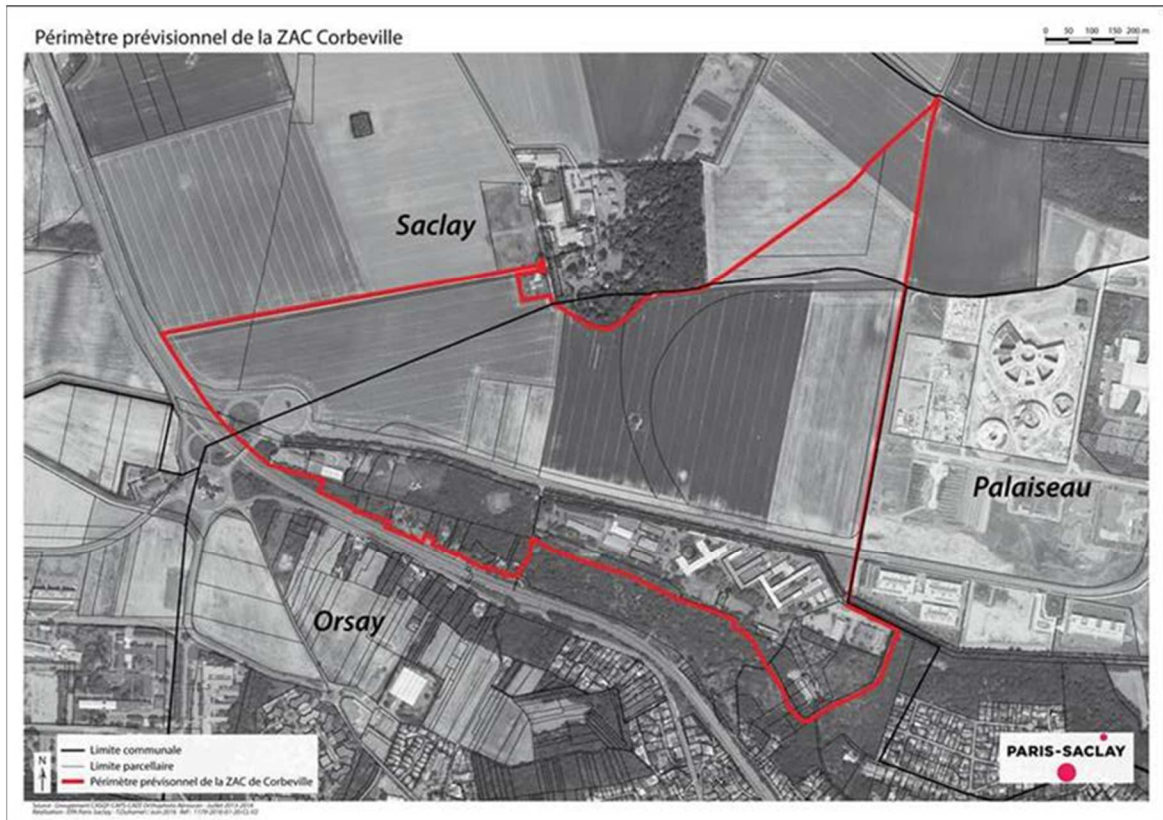 Périmètre prévisionnel de la ZAC Corbeville
0 50 100 150 200 m
Saclay
Palaiseau
Orsay
Limite communale
Limite parcellaire
Périmètre prévisonnel de la ZAC de Corbeville
N
PARIS-SACLAY